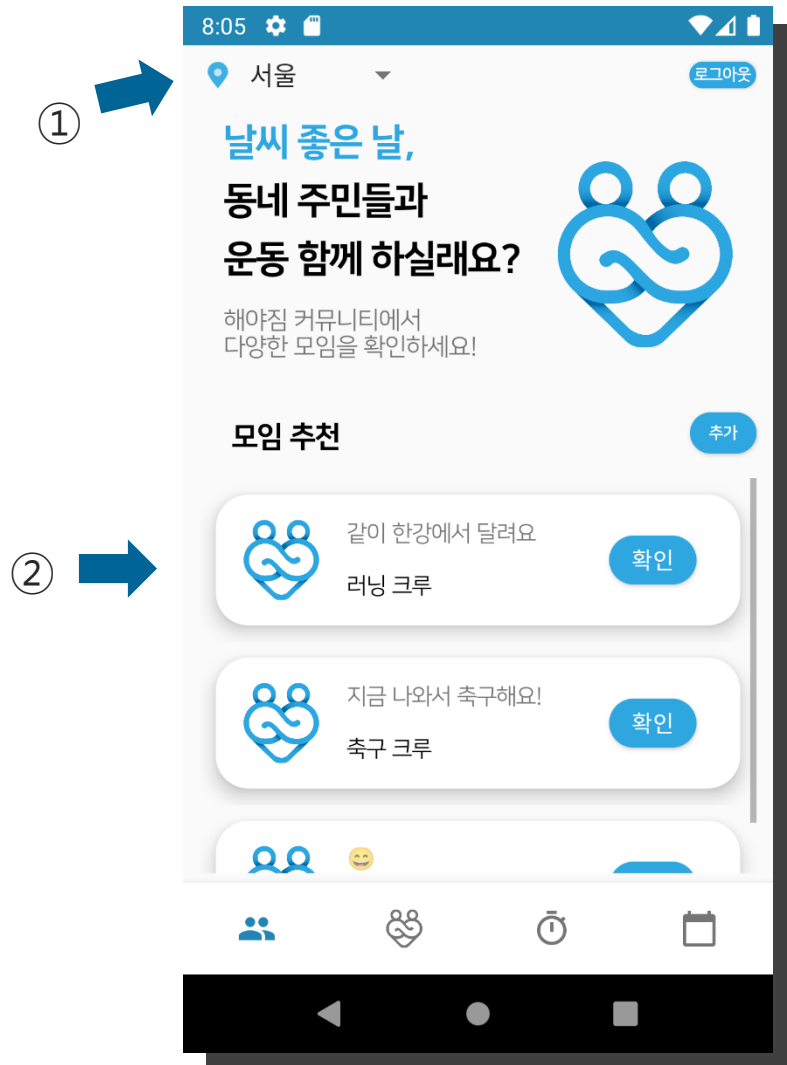 8:05
①
서울
로그아웃
날씨 좋은 날,
동네 주민들과
운동 함께 하실래요?
해야짐 커뮤니티에서
다양한 모임을 확인하세요!
모임 추천
추가
②
같이 한강에서 달려요
러닝 크루
확인
지금 나와서 축구해요!
축구 크루
확인
😄